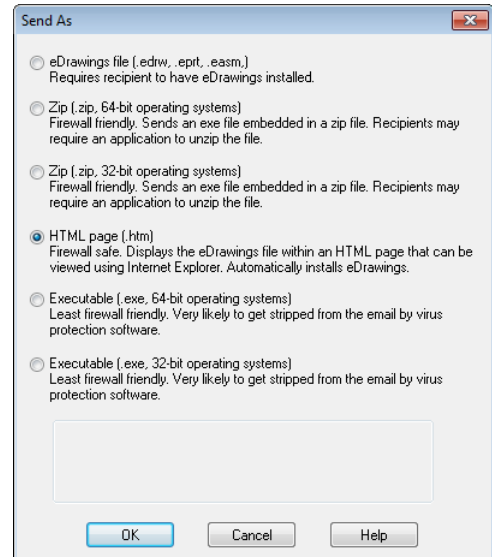 Send As
eDrawings file (.edrw, .eprt, .easm,)
Requires recipient to have eDrawings installed.
Zip (.zip, 64-bit operating systems)
Firewall friendly. Sends an exe file embedded in a zip file. Recipients may
require an application to unzip the file.
Zip (.zip, 32-bit operating systems)
Firewall friendly. Sends an exe file embedded in a zip file. Recipients may
require an application to unzip the file.
HTML page (.htm)
Firewall safe. Displays the eDrawings file within an HTML page that can be
viewed using Internet Explorer. Automatically installs eDrawings.
Executable (.exe, 64-bit operating systems)
Least firewall friendly. Very likely to get stripped from the email by virus
protection software.
Executable (.exe, 32-bit operating systems)
Least firewall friendly. Very likely to get stripped from the email by virus
protection software.
OK Cancel Help